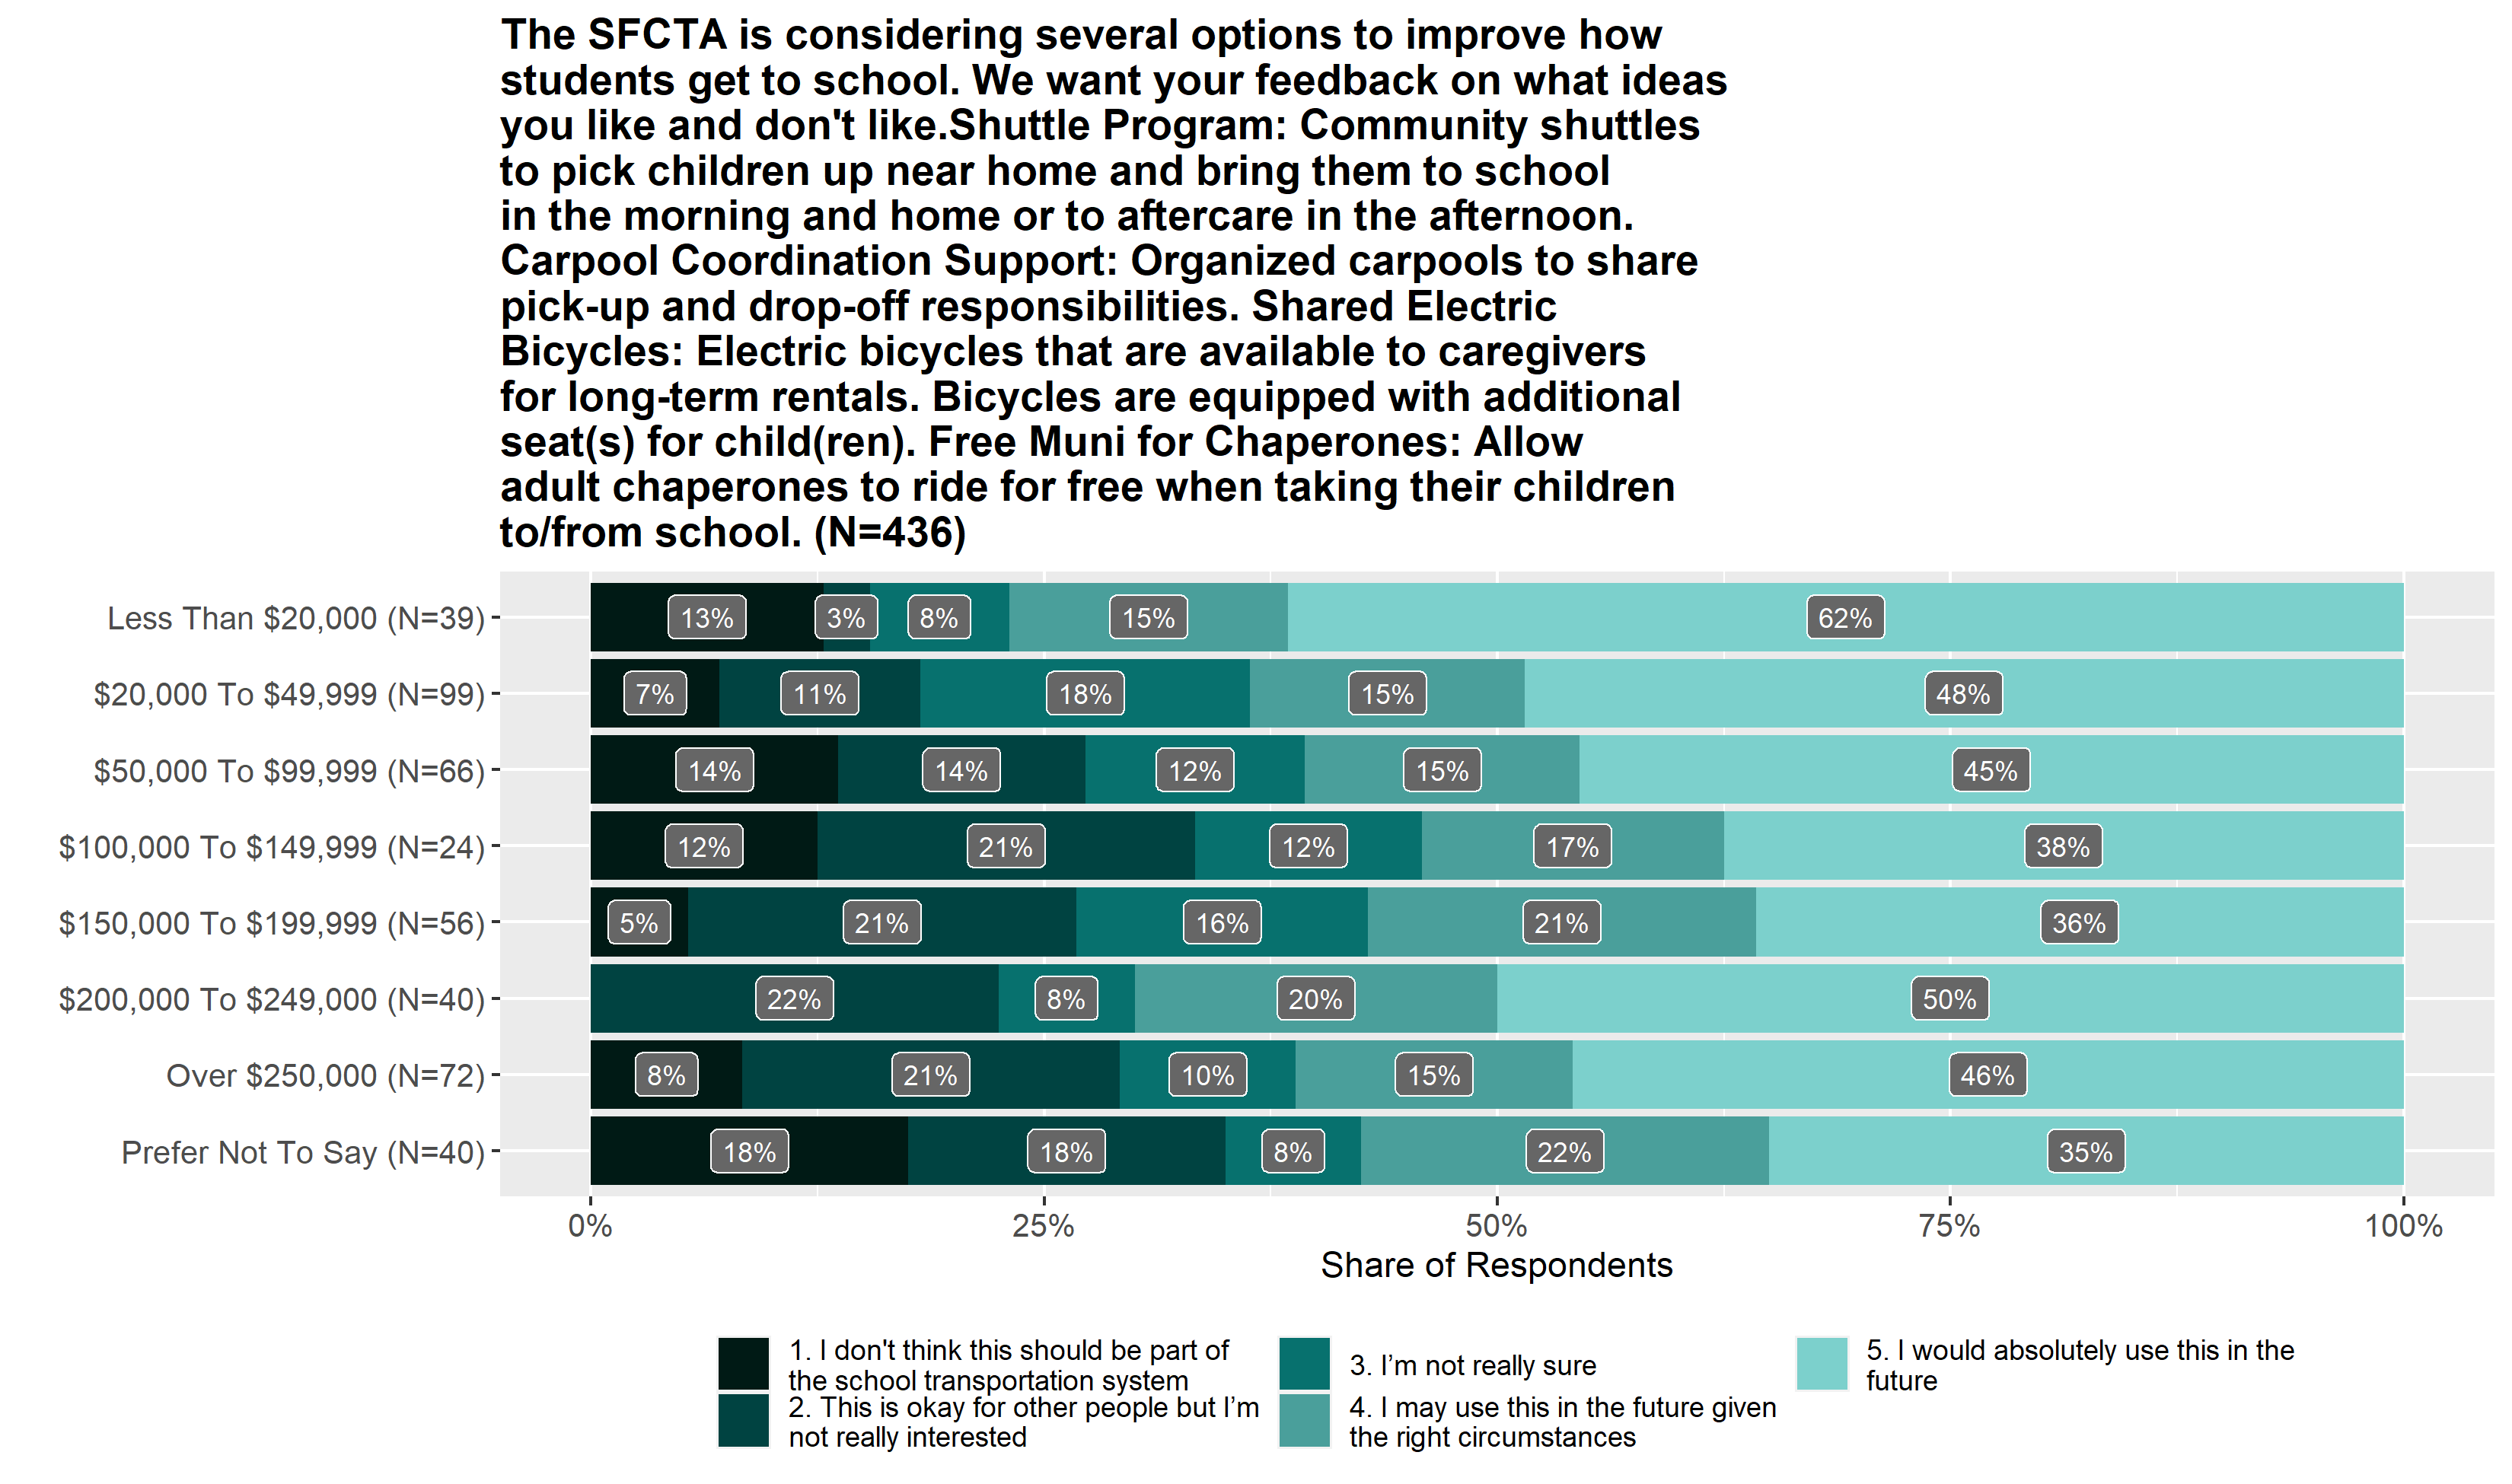 The SFCTA is considering several options to improve how
students get to school. We want your feedback on what ideas
you like and don't like.Shuttle Program: Community shuttles
to pick children up near home and bring them to school
in the morning and home or to aftercare in the afternoon.
Carpool Coordination Support: Organized carpools to share
pick-up and drop-off responsibilities. Shared Electric
Bicycles: Electric bicycles that are available to caregivers
for long-term rentals. Bicycles are equipped with additional
seat(s) for child(ren). Free Muni for Chaperones: Allow
adult chaperones to ride for free when taking their children
to/from school. (N=436)
Less Than $20,000 (N=39) 13% 3% 8% 15% 62%
$20,000 To $49,999 (N=99) 7% 11% 18% 15% 48%
$50,000 To $99,999 (N=66) 14% 14% 12% 15% 45%
$100,000 To $149,999 (N=24) 12% 21% 12% 17% 38%
$150,000 To $199,999 (N=56) 5% 21% 16% 21% 36%
$200,000 To $249,000 (N=40) 22% 8% 20% 50%
Over $250,000 (N=72) 8% 21% 10% 15% 46%
Prefer Not To Say (N=40) 18% 18% 8% 22% 35%
0% 25% 50% 75% 100%
Share of Respondents
1. I don't think this should be part of
the school transportation system
2. This is okay for other people but I’m
not really interested
3. I’m not really sure
4. I may use this in the future given
the right circumstances
5. I would absolutely use this in the
future